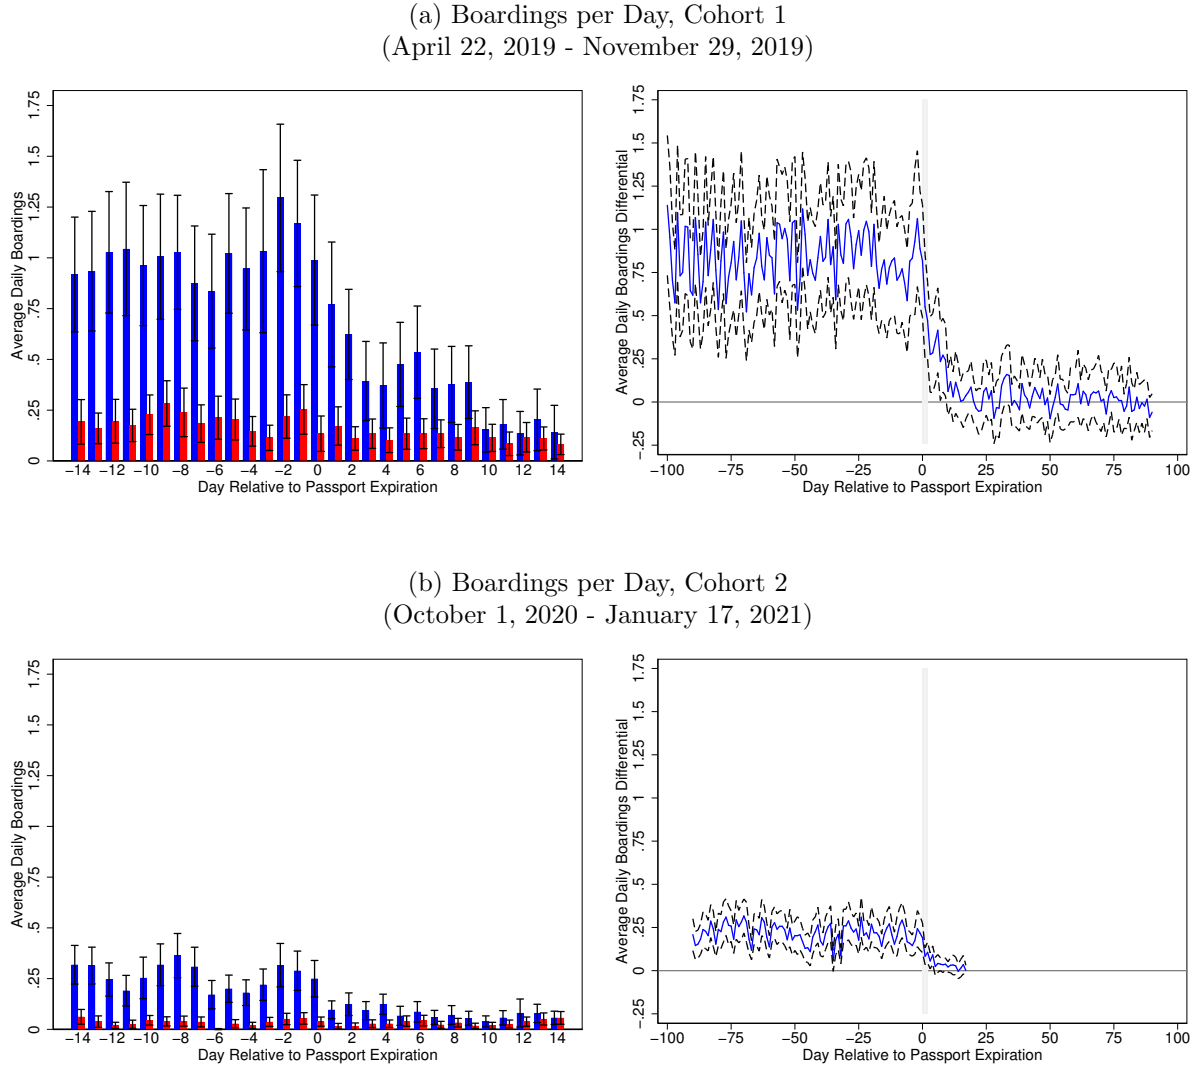 (a) Boardings per Day, Cohort 1
(April 22, 2019 - November 29, 2019)
Average Daily Boardings
0 .25 .5 .75 1 1.25 1.5 1.75
−14 −12 −10 −8 −6 −4 −2 0 2 4 6 8 10 12 14
Day Relative to Passport Expiration
Average Daily Boardings Differential
−.25 0 .25 .5 .75 1 1.25 1.5 1.75
−100 −75 −50 −25 0 25 50 75 100
Day Relative to Passport Expiration
(b) Boardings per Day, Cohort 2
(October 1, 2020 - January 17, 2021)
Average Daily Boardings
0 .25 .5 .75 1 1.25 1.5 1.75
−14 −12 −10 −8 −6 −4 −2 0 2 4 6 8 10 12 14
Day Relative to Passport Expiration
Average Daily Boardings Differential
−.25 0 .25 .5 .75 1 1.25 1.5 1.75
−100 −75 −50 −25 0 25 50 75 100
Day Relative to Passport Expiration